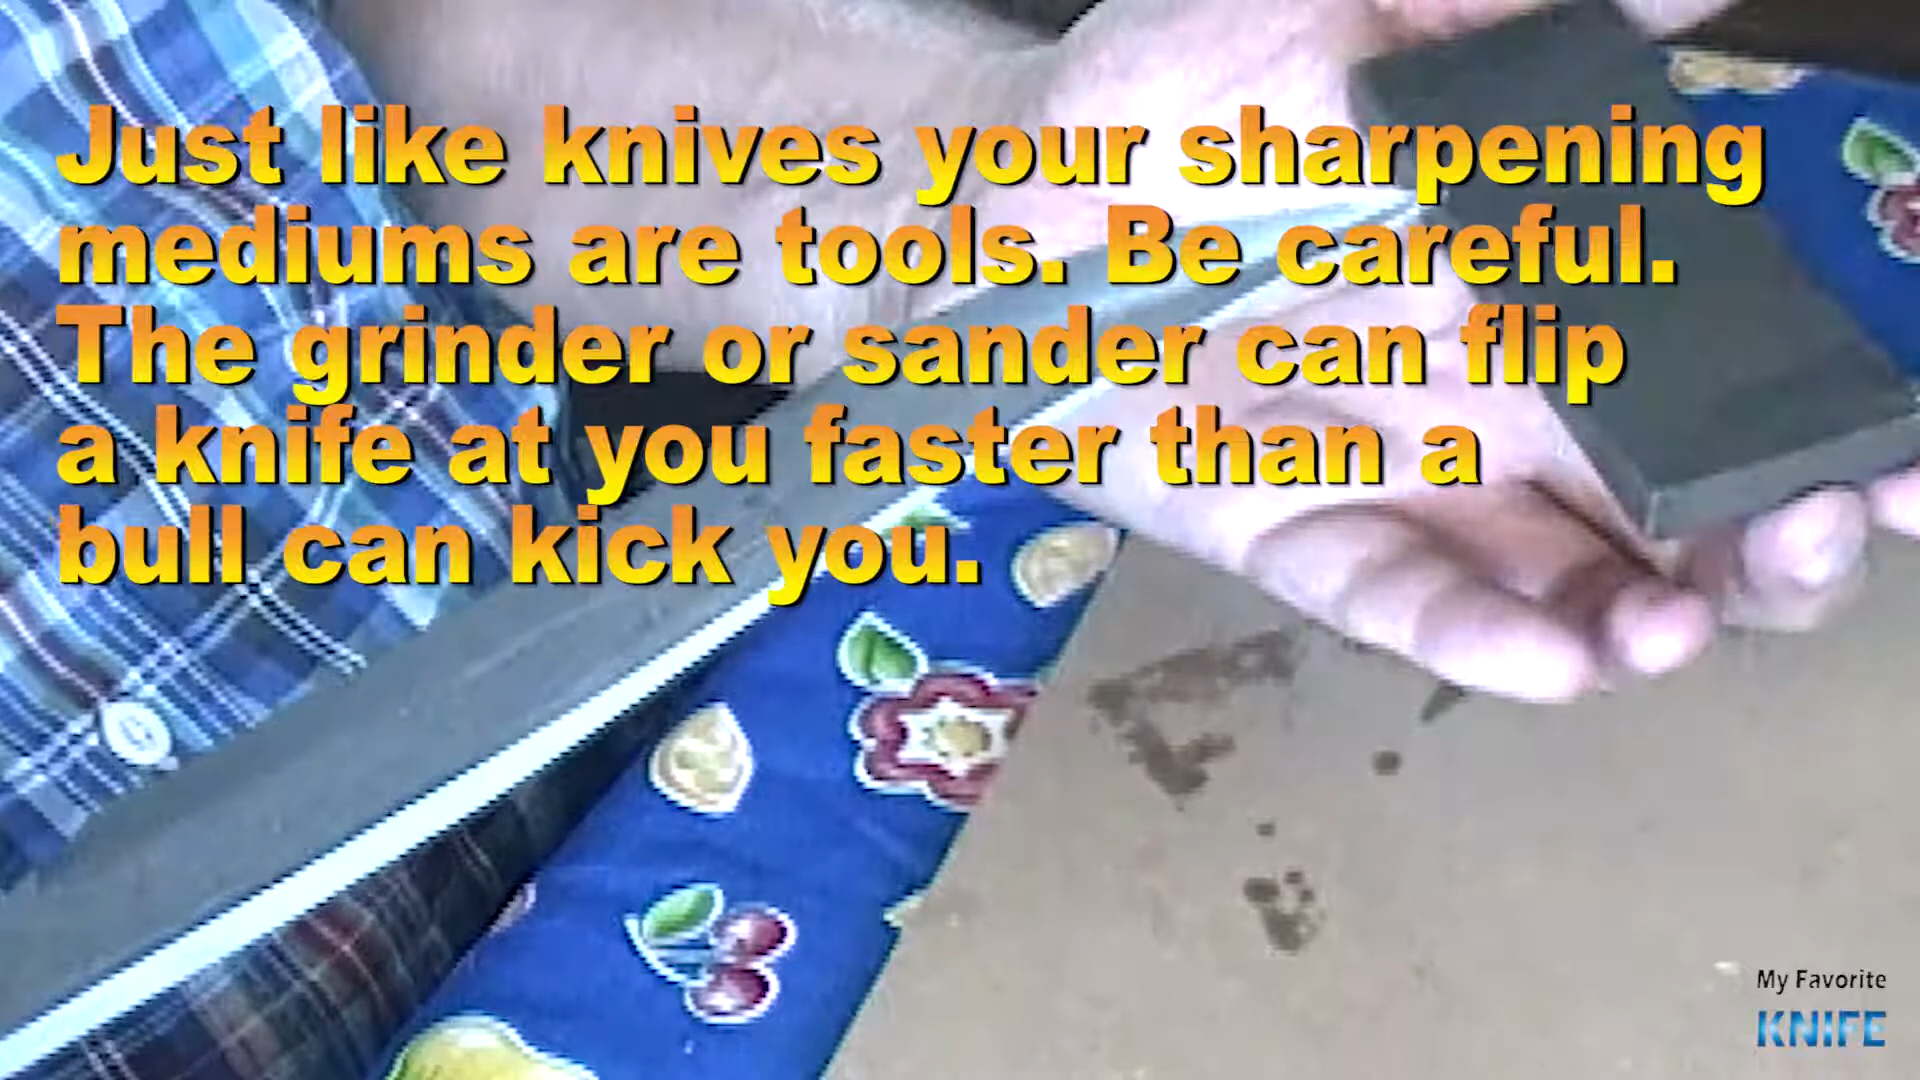 Just like knives your sharpening
mediums are tools. Be careful.
The grinder or sander can flip
a knife at you faster than a
bull can kick you.
My Favorite
KNIFE